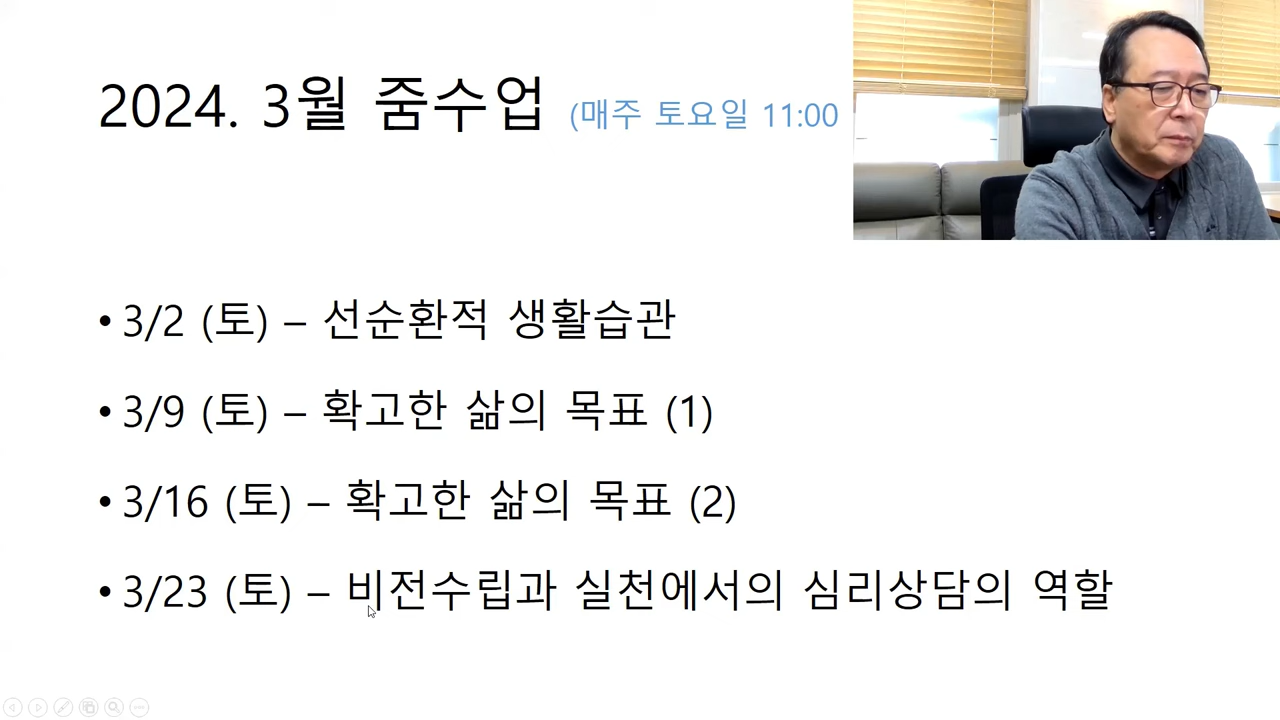 2024. 3월 줌수업 (매주 토요일 11:00
• 3/2 (토) – 선순환적 생활습관
• 3/9 (토) – 확고한 삶의 목표 (1)
• 3/16 (토) – 확고한 삶의 목표 (2)
• 3/23 (토) – 비전수립과 실천에서의 심리상담의 역할